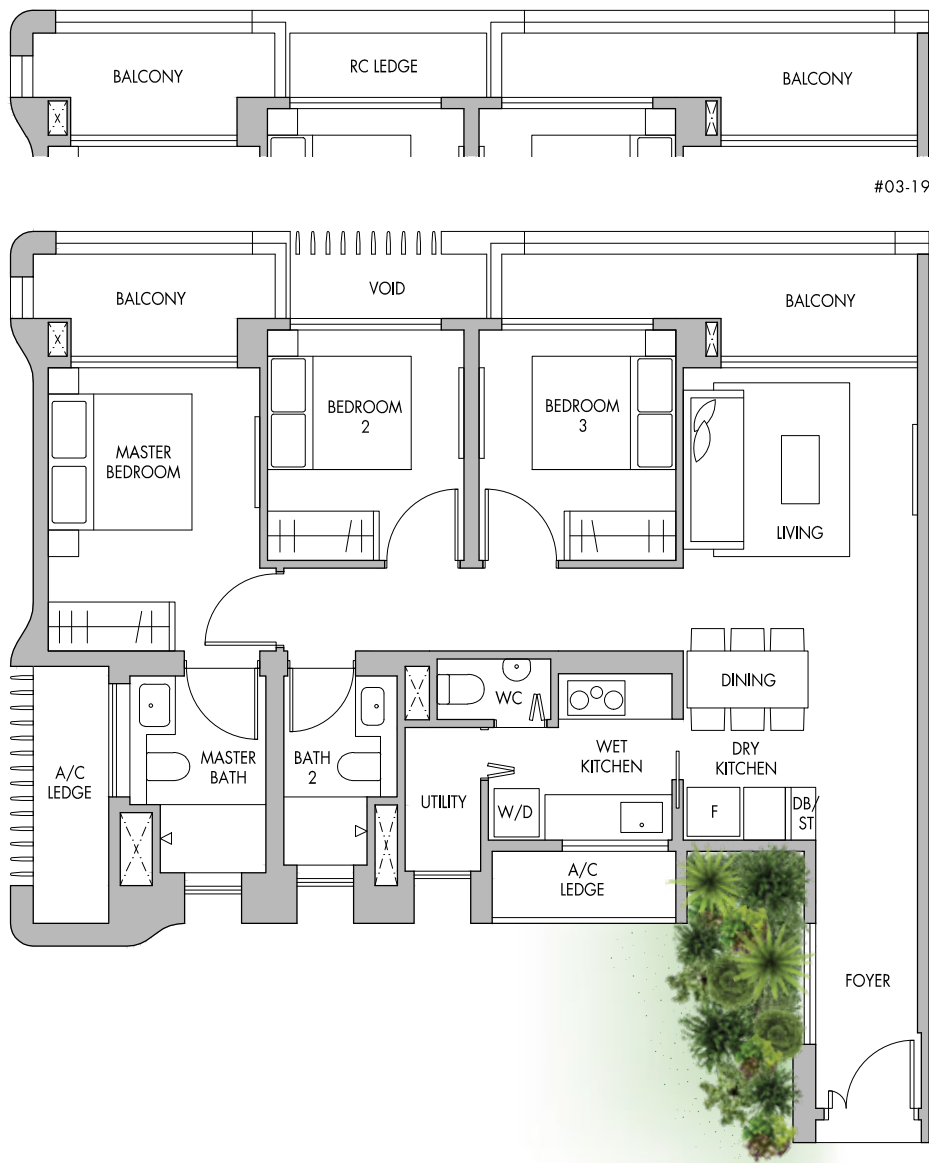 BALCONY
RC LEDGE
BALCONY
#03-19
BALCONY
VOID
BALCONY
MASTER
BEDROOM
BEDROOM
2
BEDROOM
3
LIVING
DINING
WC
WET
KITCHEN
DRY
KITCHEN
A/C
LEDGE
MASTER
BATH
BATH
2
UTILITY
W/D
F
DB/
ST
A/C
LEDGE
FOYER